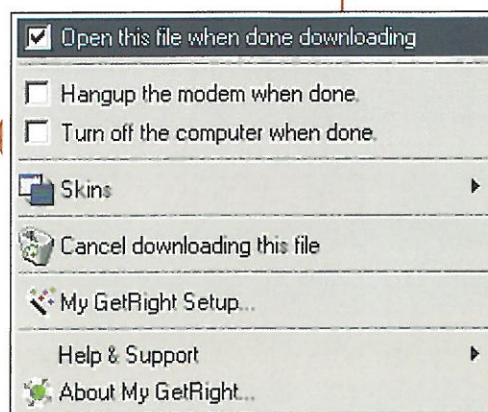 Open this file when done downloading
Hangup the modem when done.
Turn off the computer when done.
Skins
Cancel downloading this file
My GetRight Setup...
Help & Support
About My GetRight...